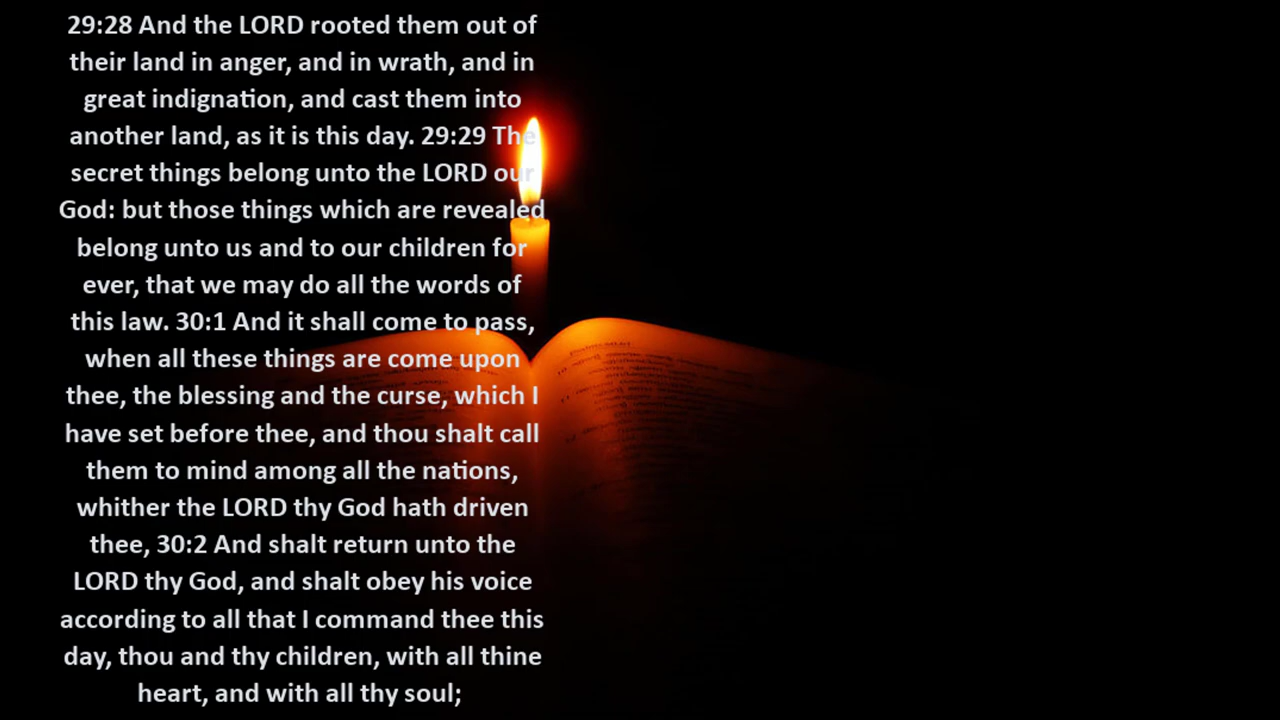 29:28 And the LORD rooted them out of
their land in anger, and in wrath, and in
great indignation, and cast them into
another land, as it is this day. 29:29 The
secret things belong unto the LORD our
God: but those things which are revealed
belong unto us and to our children for
ever, that we may do all the words of
this law. 30:1 And it shall come to pass,
when all these things are come upon
thee, the blessing and the curse, which I
have set before thee, and thou shalt call
them to mind among all the nations,
whither the LORD thy God hath driven
thee, 30:2 And shalt return unto the
LORD thy God, and shalt obey his voice
according to all that I command thee this
day, thou and thy children, with all thine
heart, and with all thy soul;